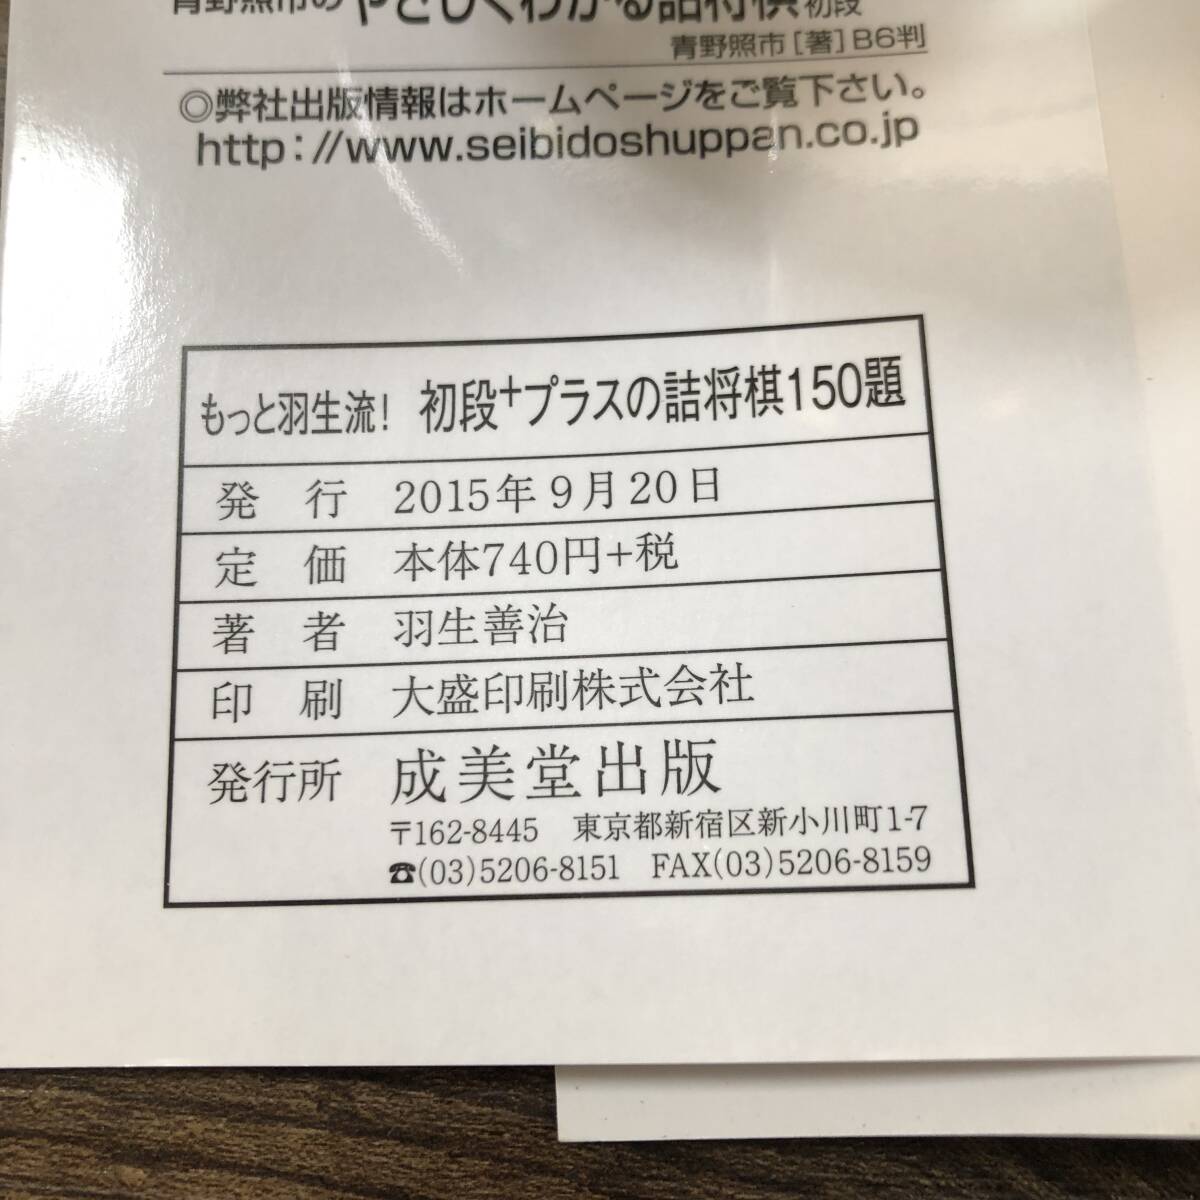 青野照市のやさしくわかる詰将棋 初段
青野照市[著]B6判
◎弊社出版情報はホームページをご覧下さい。
http://www.seibidoshuppan.co.jp
もっと羽生流! 初段+プラスの詰将棋150題
発 行 2015年9月20日
定 価 本体740円+税
著 者 羽生善治
印 刷 大盛印刷株式会社
発行所 成美堂出版
〒162-8445 東京都新宿区新小川町1-7
☎(03)5206-8151 FAX(03)5206-8159